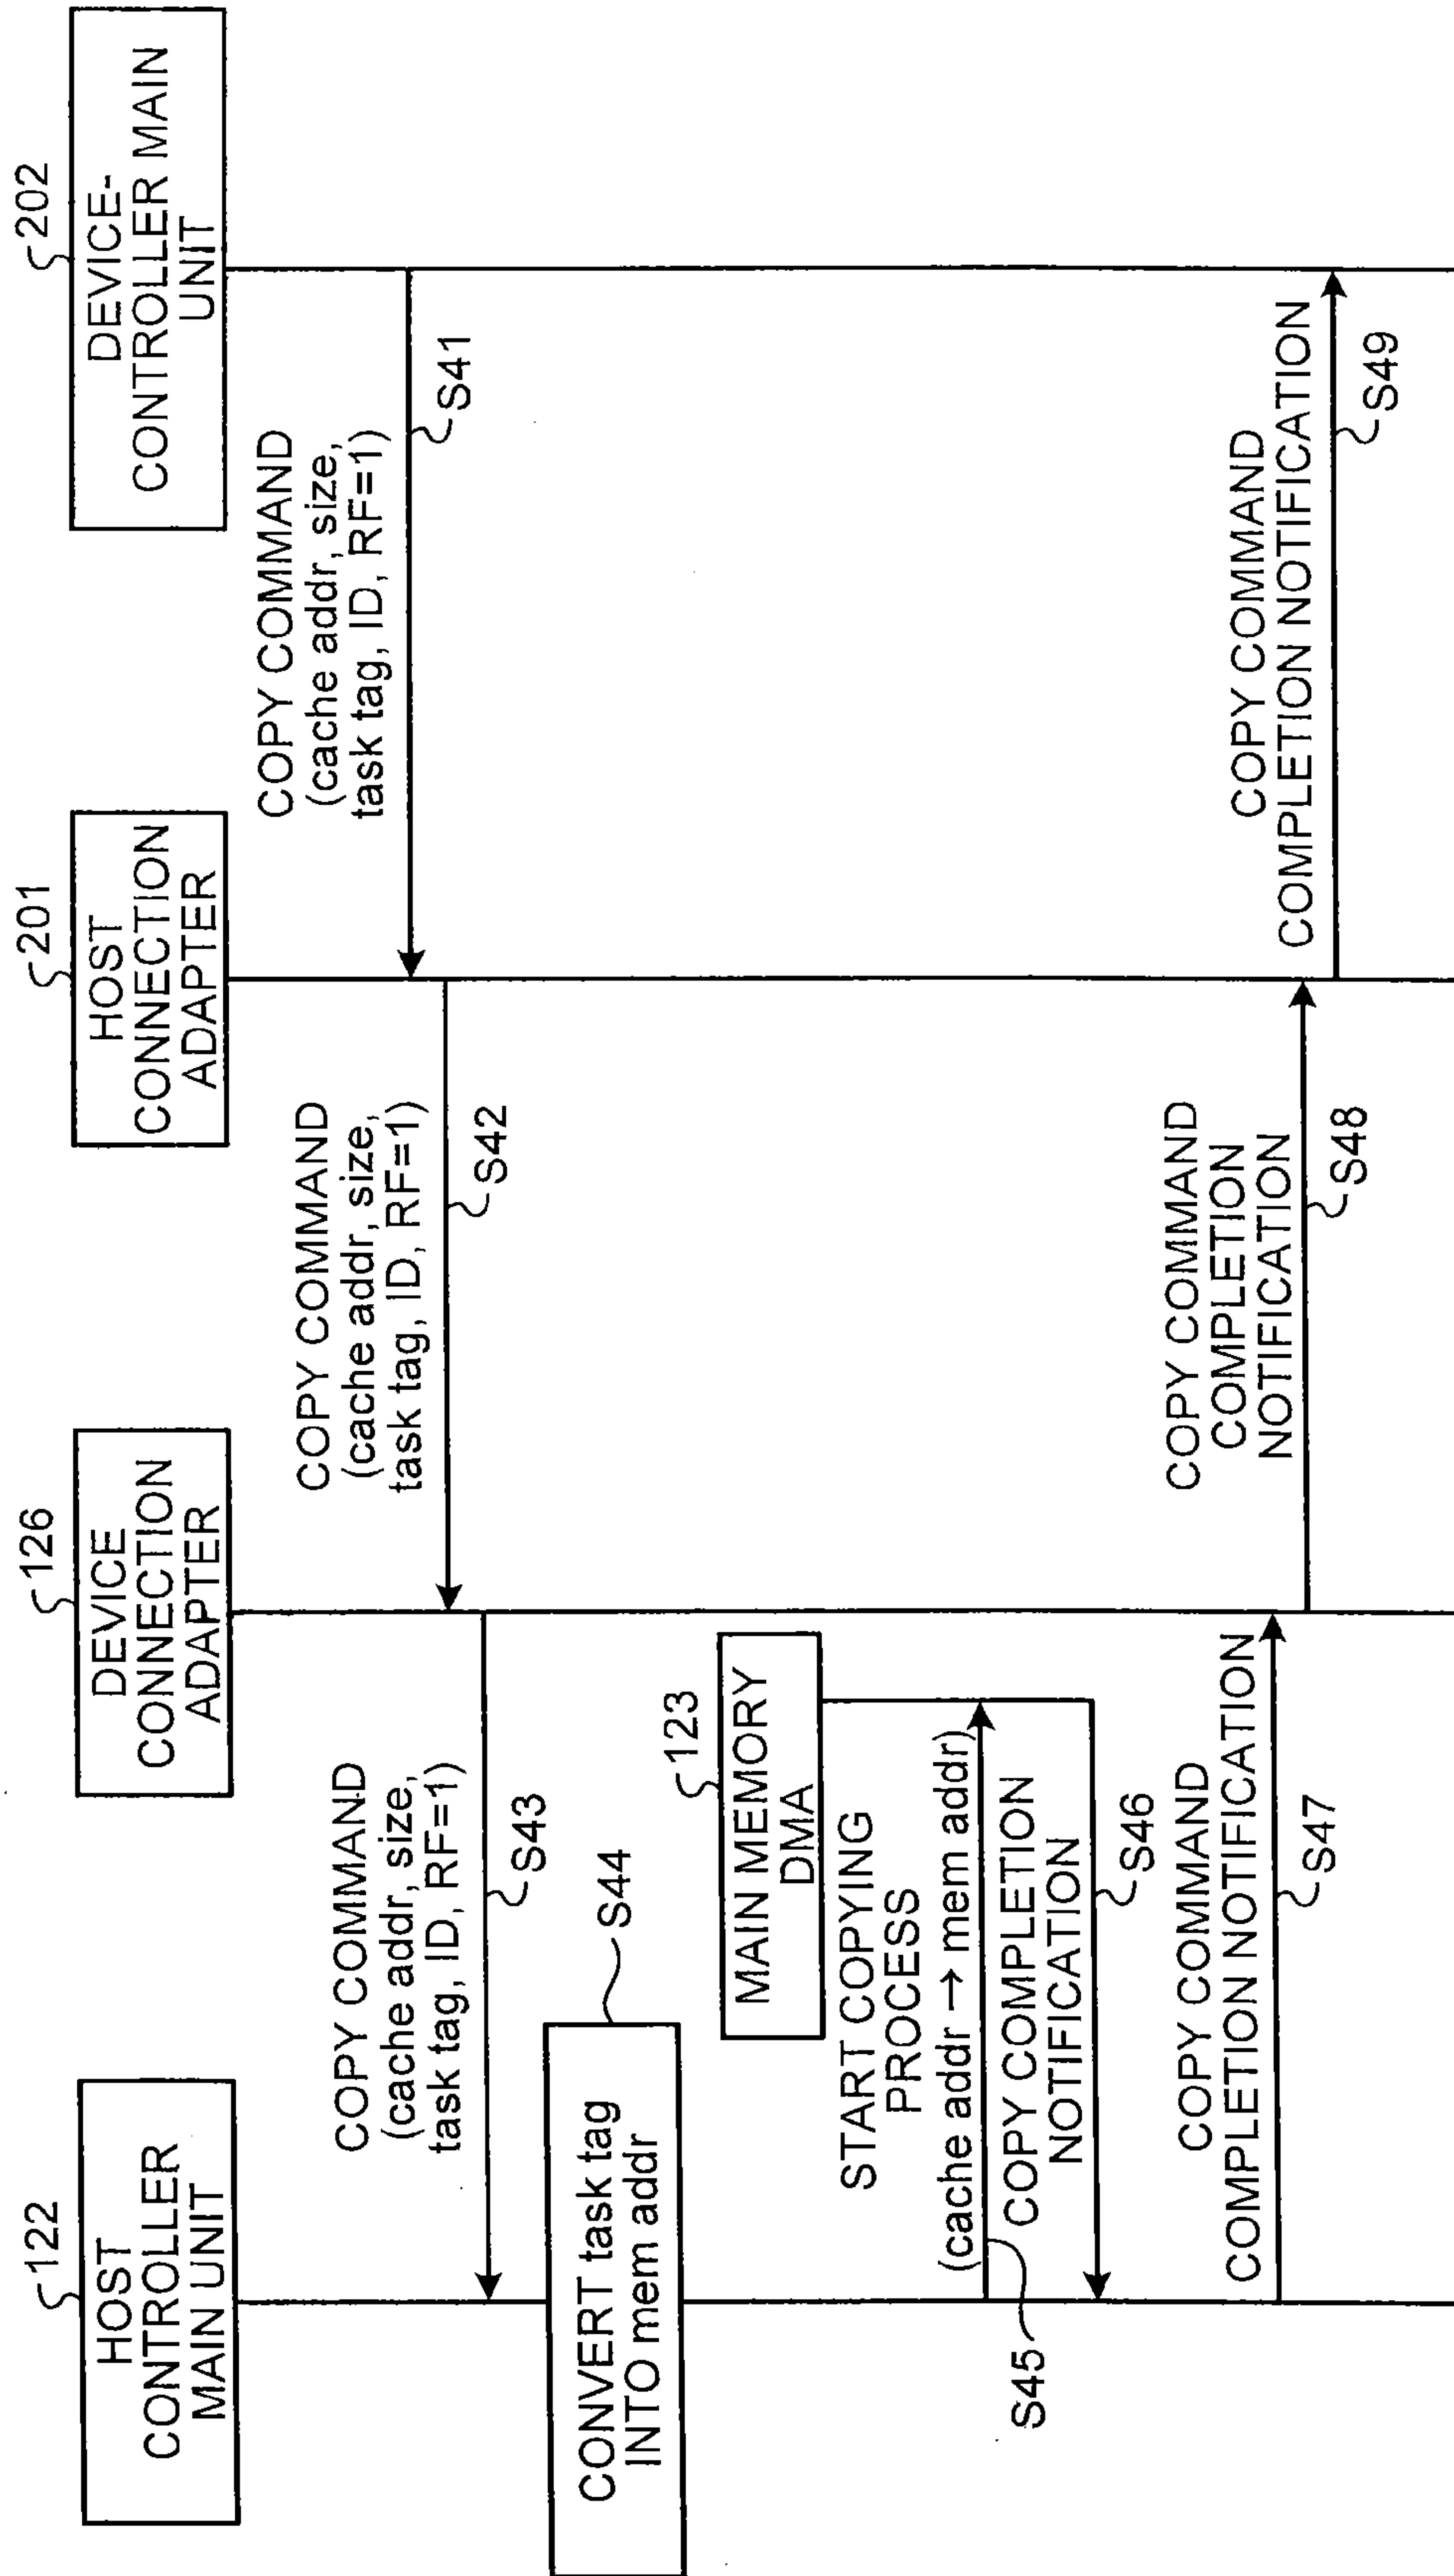 122
HOST
CONTROLLER
MAIN UNIT
126
DEVICE
CONNECTION
ADAPTER
201
HOST
CONNECTION
ADAPTER
202
DEVICE-
CONTROLLER MAIN
UNIT
COPY COMMAND
(cache addr, size,
task tag, ID, RF=1)
S41
COPY COMMAND
(cache addr, size,
task tag, ID, RF=1)
S42
COPY COMMAND
(cache addr, size,
task tag, ID, RF=1)
S43
CONVERT task tag
INTO mem addr
S44
123
MAIN MEMORY
DMA
START COPYING
PROCESS
(cache addr → mem addr)
S45
COPY COMPLETION
NOTIFICATION
S46
COPY COMMAND
COMPLETION NOTIFICATION
S47
COPY COMMAND
COMPLETION
NOTIFICATION
S48
COPY COMMAND
COMPLETION NOTIFICATION
S49